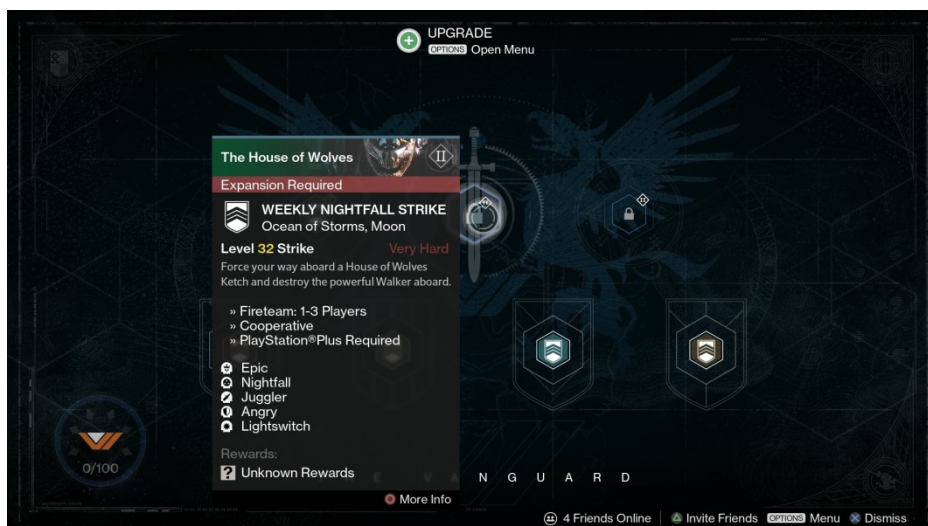 UPGRADE
OPTIONS Open Menu
The House of Wolves
II
Expansion Required
WEEKLY NIGHTFALL STRIKE
Ocean of Storms, Moon
Level 32 Strike Very Hard
Force your way aboard a House of Wolves
Ketch and destroy the powerful Walker aboard.
» Fireteam: 1-3 Players
» Cooperative
» PlayStation®Plus Required
Epic
Nightfall
Juggler
Angry
Lightswitch
Rewards:
? Unknown Rewards
More Info
0/100
E V A N G U A R D
4 Friends Online Invite Friends OPTIONS Menu Dismiss